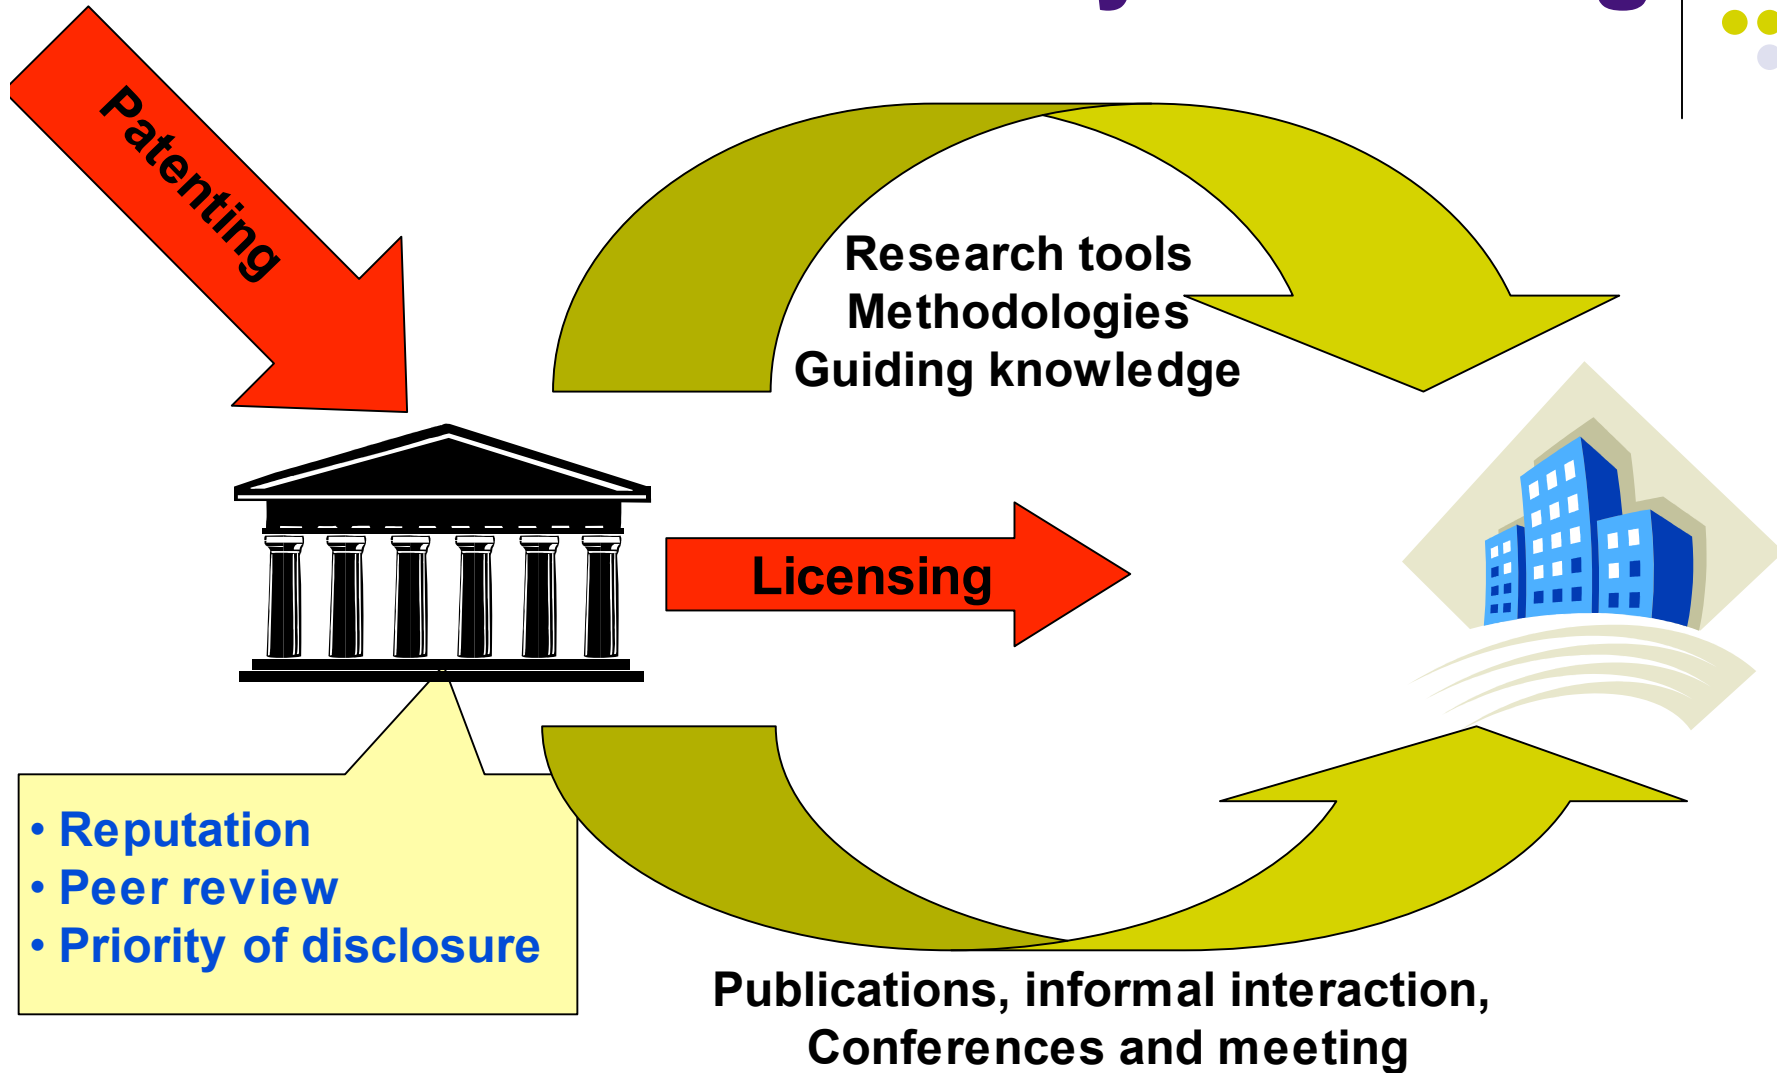 Patenting
Research tools
Methodologies
Guiding knowledge
Licensing
• Reputation
• Peer review
• Priority of disclosure
Publications, informal interaction,
Conferences and meeting